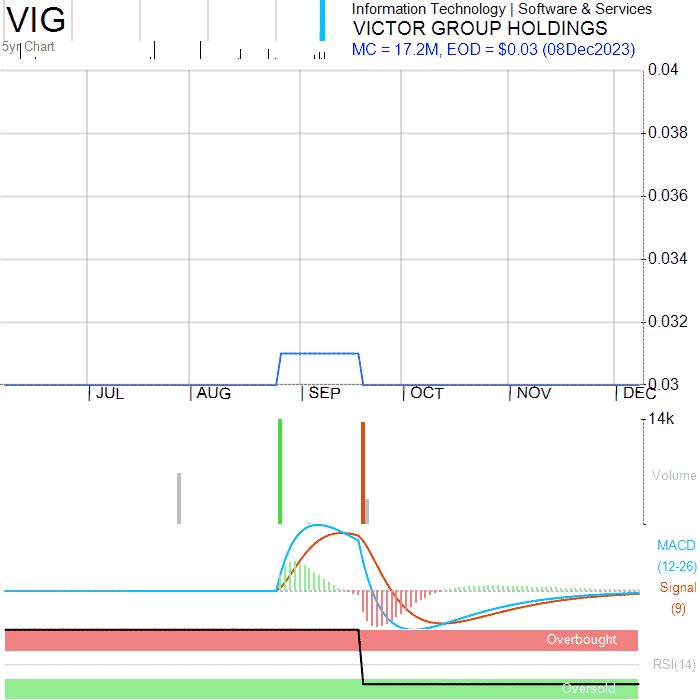 VIG
5yr Chart
Information Technology | Software & Services
VICTOR GROUP HOLDINGS
MC = 17.2M, EOD = $0.03 (08Dec2023)
0.04
0.038
0.036
0.034
0.032
0.03
JUL AUG SEP OCT NOV DEC
14k
Volume
MACD
(12-26)
Signal
(9)
Overbought
RSI(14)
Oversold